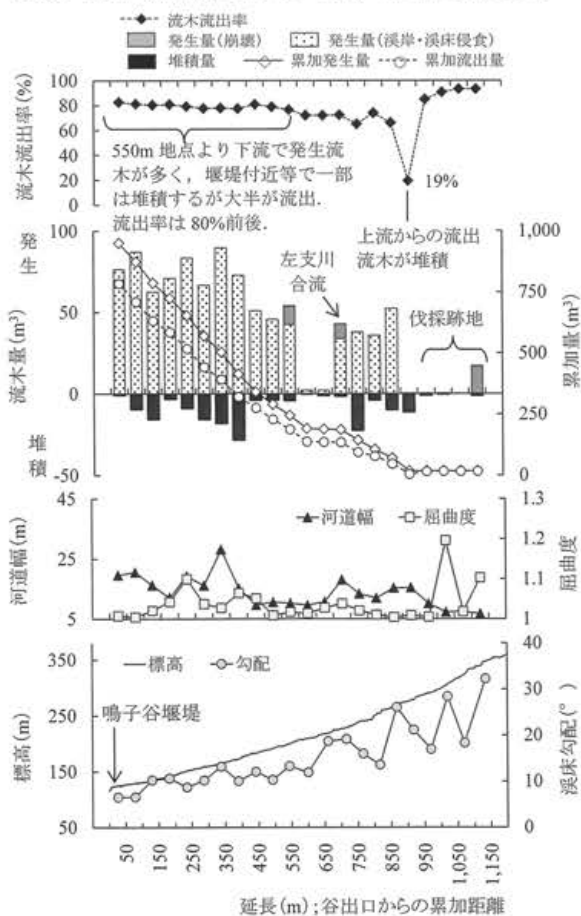 流木流出率
発生量(崩壊) 発生量(渓岸・渓床侵食)
堆積量 累加発生量 累加流出量
流木流出率(%)
100
80
60
40
20
0
550m 地点より下流で発生流
木が多く，堰堤付近等で一部
は堆積するが大半が流出．
流出率は 80%前後．
19%
上流からの流出
流木が堆積
発生
流木量(m³)
堆積
100
50
0
-50
左支川
合流
伐採跡地
1,000
750
500
250
0
累加量(m³)
河道幅(m)
45
25
5
河道幅 屈曲度
1.3
1.2
1.1
1
屈曲度
標高(m)
350
250
150
50
標高 勾配
鳴子谷堰堤
40
30
20
10
0
渓床勾配(°)
50 150 250 350 450 550 650 750 850 950 1,050 1,150
延長(m)；谷出口からの累加距離